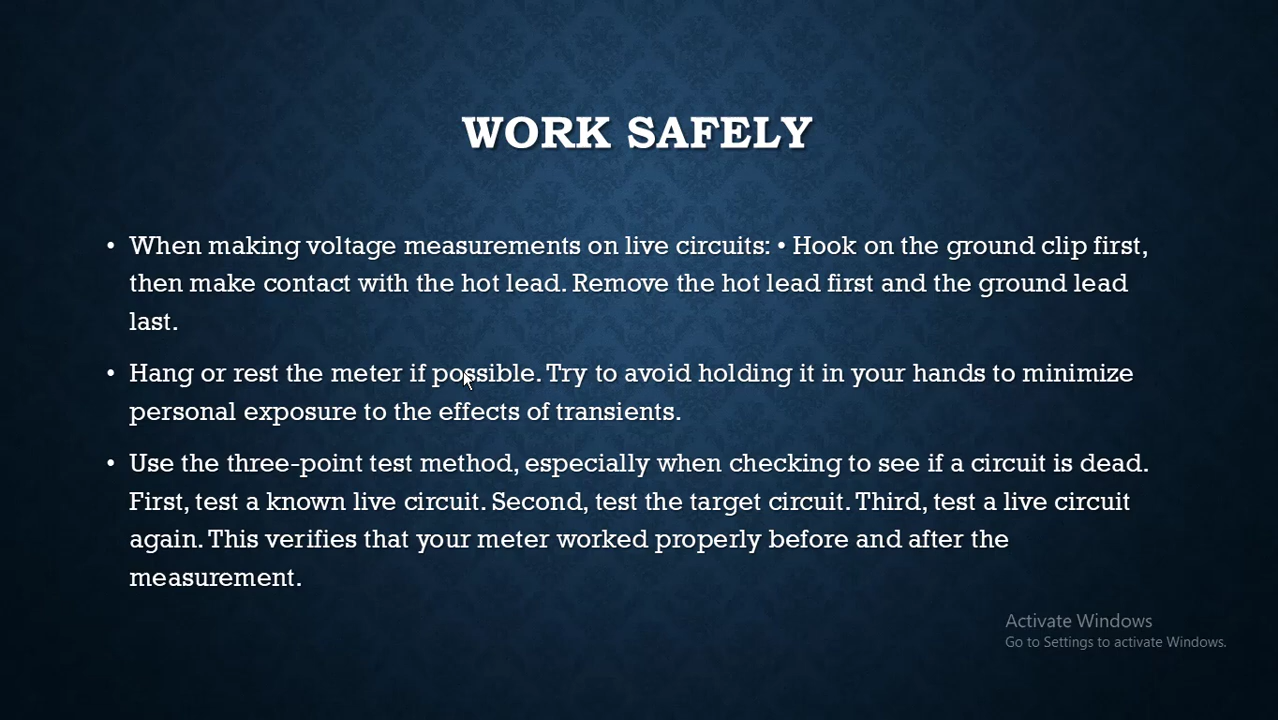 WORK SAFELY
• When making voltage measurements on live circuits: • Hook on the ground clip first,
then make contact with the hot lead. Remove the hot lead first and the ground lead
last.
• Hang or rest the meter if possible. Try to avoid holding it in your hands to minimize
personal exposure to the effects of transients.
• Use the three-point test method, especially when checking to see if a circuit is dead.
First, test a known live circuit. Second, test the target circuit. Third, test a live circuit
again. This verifies that your meter worked properly before and after the
measurement.
Activate Windows
Go to Settings to activate Windows.